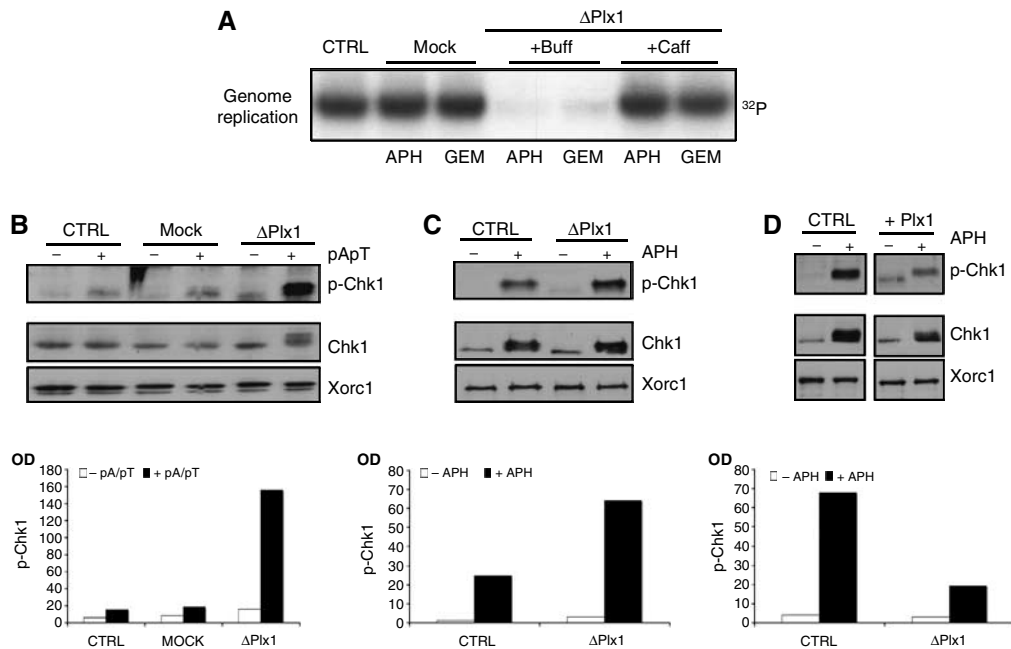 A
ΔPlx1
CTRL Mock +Buff +Caff
Genome replication
32P
APH GEM APH GEM APH GEM
B
CTRL Mock ΔPlx1
– + – + – + pApT
p-Chk1
Chk1
Xorc1
C
CTRL ΔPlx1
– + – + APH
p-Chk1
Chk1
Xorc1
D
CTRL + Plx1
– + – + APH
p-Chk1
Chk1
Xorc1
OD
– pA/pT + pA/pT
180
160
140
120
100
80
60
40
20
0
p-Chk1
CTRL MOCK ΔPlx1
OD
– APH + APH
80
70
60
50
40
30
20
10
0
p-Chk1
CTRL ΔPlx1
OD
– APH + APH
80
70
60
50
40
30
20
10
0
p-Chk1
CTRL ΔPlx1